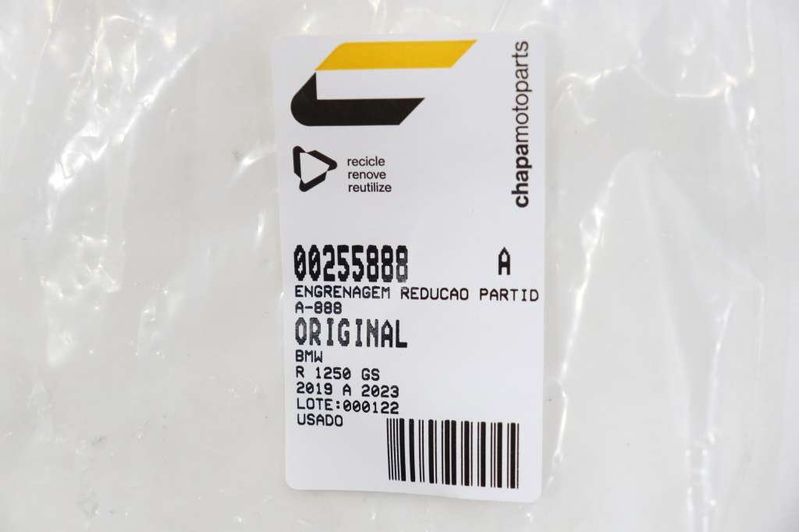 recicle
renove
reutilize
chapamotoparts
00255888 A
ENGRENAGEM REDUCAO PARTID
A-888
ORIGINAL
BMW
R 1250 GS
2019 A 2023
LOTE:000122
USADO